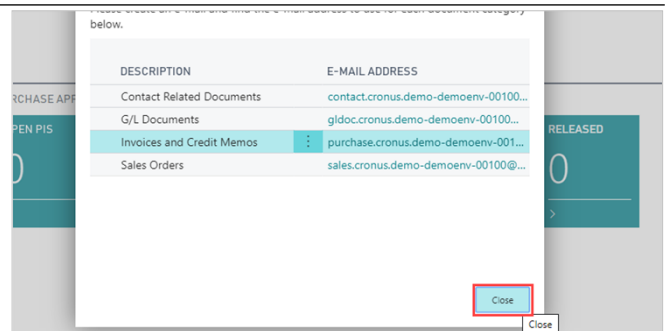 Please create an e-mail and find the e-mail address to use for each document category
below.
DESCRIPTION E-MAIL ADDRESS
RCHASE APP
Contact Related Documents contact.cronus.demo-demoenv-00100...
G/L Documents gldoc.cronus.demo-demoenv-00100...
PEN PIS
RELEASED
Invoices and Credit Memos purchase.cronus.demo-demoenv-001...
Sales Orders sales.cronus.demo-demoenv-00100@...
0
0
>
Close
Close